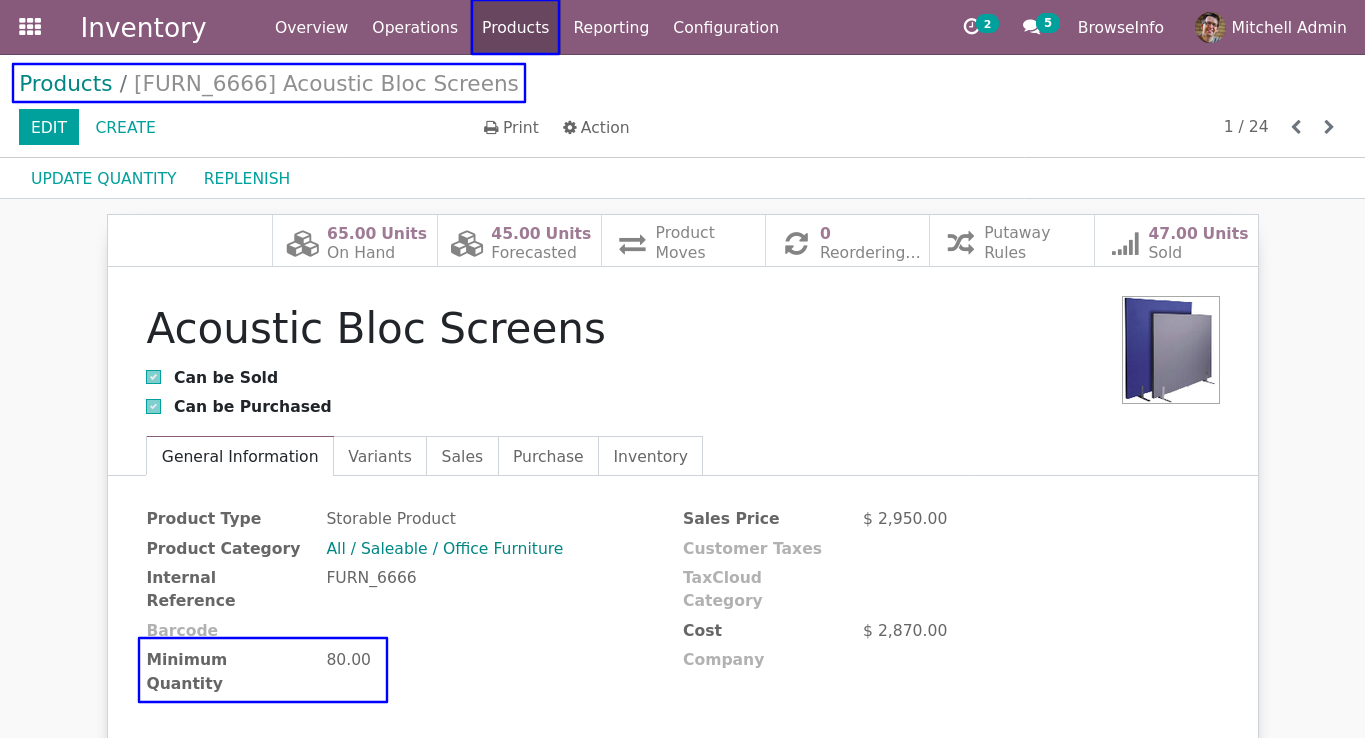 Inventory Overview Operations Products Reporting Configuration 2 5 BrowseInfo Mitchell Admin
Products / [FURN_6666] Acoustic Bloc Screens
EDIT CREATE Print Action 1 / 24
UPDATE QUANTITY REPLENISH
65.00 Units
On Hand
45.00 Units
Forecasted
Product
Moves
0
Reordering...
Putaway
Rules
47.00 Units
Sold
Acoustic Bloc Screens
Can be Sold
Can be Purchased
General Information Variants Sales Purchase Inventory
Product Type Storable Product
Product Category All / Saleable / Office Furniture
Internal
Reference
FURN_6666
Barcode
Minimum
Quantity
80.00
Sales Price $ 2,950.00
Customer Taxes
TaxCloud
Category
Cost $ 2,870.00
Company